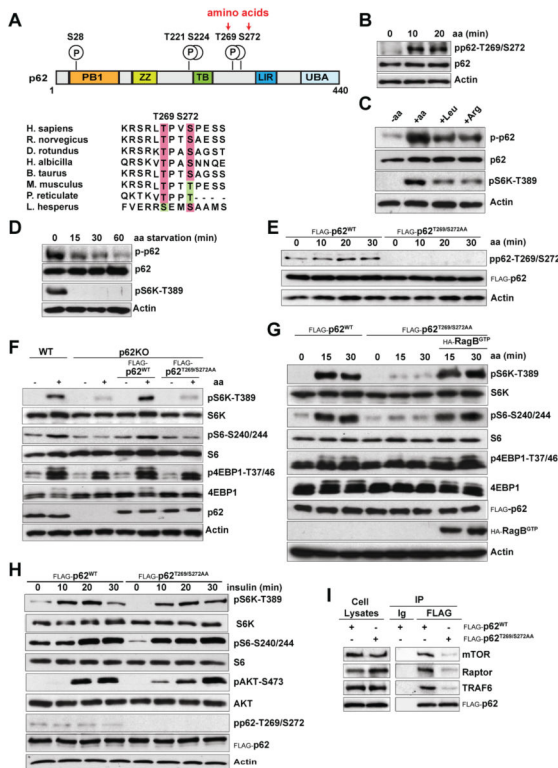 A
amino acids
S28 T221 S224 T269 S272
P P P
p62 PB1 ZZ TB LIR UBA
1 440
T269 S272
H. sapiens KRSRLTPVSPESS
R. norvegicus KRSRLTPTSAESS
D. rotundus KRSRLTPASAGST
H. albicilla QRSKVTPASNNQE
B. taurus KRSRLTPTSAGSS
M. musculus KRSRLTPTTPESS
P. reticulate QKTKVTPT-----
L. hesperus FVERRSEMSAAMS
B
0 10 20 aa (min)
pp62-T269/S272
p62
Actin
C
-aa +aa +Leu +Arg
p-p62
p62
pS6K-T389
Actin
D
0 15 30 60 aa starvation (min)
p-p62
p62
pS6K-T389
Actin
E
FLAG-p62WT FLAG-p62T269/S272AA
0 10 20 30 0 10 20 30 aa (min)
pp62-T269/S272
FLAG-p62
Actin
F
WT p62KO
FLAG-p62WT FLAG-p62T269/S272AA
- + - + - + - + aa
pS6K-T389
S6K
pS6-S240/244
S6
p4EBP1-T37/46
4EBP1
p62
Actin
G
FLAG-p62WT FLAG-p62T269/S272AA
HA-RagBGTP
0 15 30 0 15 30 15 30 aa (min)
pS6K-T389
S6K
pS6-S240/244
S6
p4EBP1-T37/46
4EBP1
FLAG-p62
HA-RagBGTP
Actin
H
FLAG-p62WT FLAG-p62T269/S272AA
0 10 20 30 0 10 20 30 insulin (min)
pS6K-T389
S6K
pS6-S240/244
S6
pAKT-S473
AKT
pp62-T269/S272
FLAG-p62
Actin
I
Cell Lysates IP
Ig FLAG
+ + + FLAG-p62WT
+ + FLAG-p62T269/S272AA
mTOR
Raptor
TRAF6
FLAG-p62